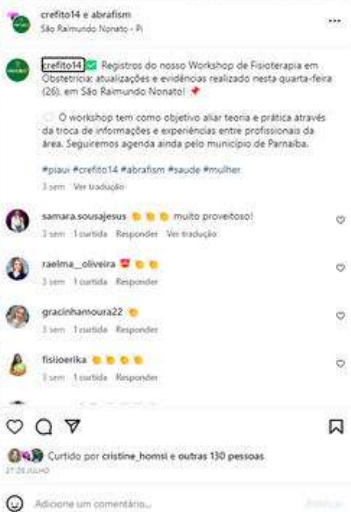 crefito14 e abrafism
São Raimundo Nonato - Pi
crefito14 ✅ Registros do nosso Workshop de Fisioterapia em
Obstetrícia: atualizações e evidências realizado nesta quarta-feira
(26), em São Raimundo Nonato! 📌
O workshop tem como objetivo aliar teoria e prática através
da troca de informações e experiências entre profissionais da
área. Seguiremos agenda ainda pelo município de Parnaíba.
#piaui #crefito14 #abrafism #saude #mulher
3 sem Ver tradução
samara.sousajesus 👏👏👏 muito proveitoso!
3 sem 1 curtida Responder Ver tradução
raelma__oliveira 👏👏
3 sem 1 curtida Responder
gracinhamoura22 👏
3 sem 1 curtida Responder
fisiioerika 👏👏👏👏
3 sem 1 curtida Responder
Curtido por cristine_homsi e outras 130 pessoas
27 DE JULHO
Adicione um comentário...
Publicar